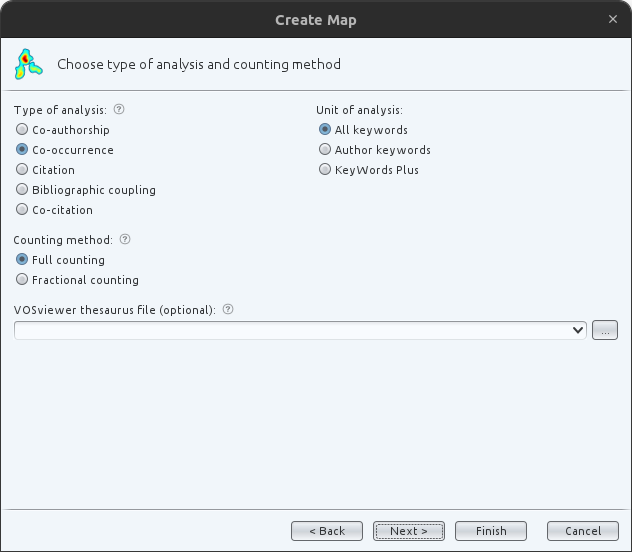 Create Map
×
Choose type of analysis and counting method
Type of analysis: ?
Co-authorship
Co-occurrence
Citation
Bibliographic coupling
Co-citation
Unit of analysis:
All keywords
Author keywords
KeyWords Plus
Counting method: ?
Full counting
Fractional counting
VOSviewer thesaurus file (optional): ?
...
< Back
Next >
Finish
Cancel